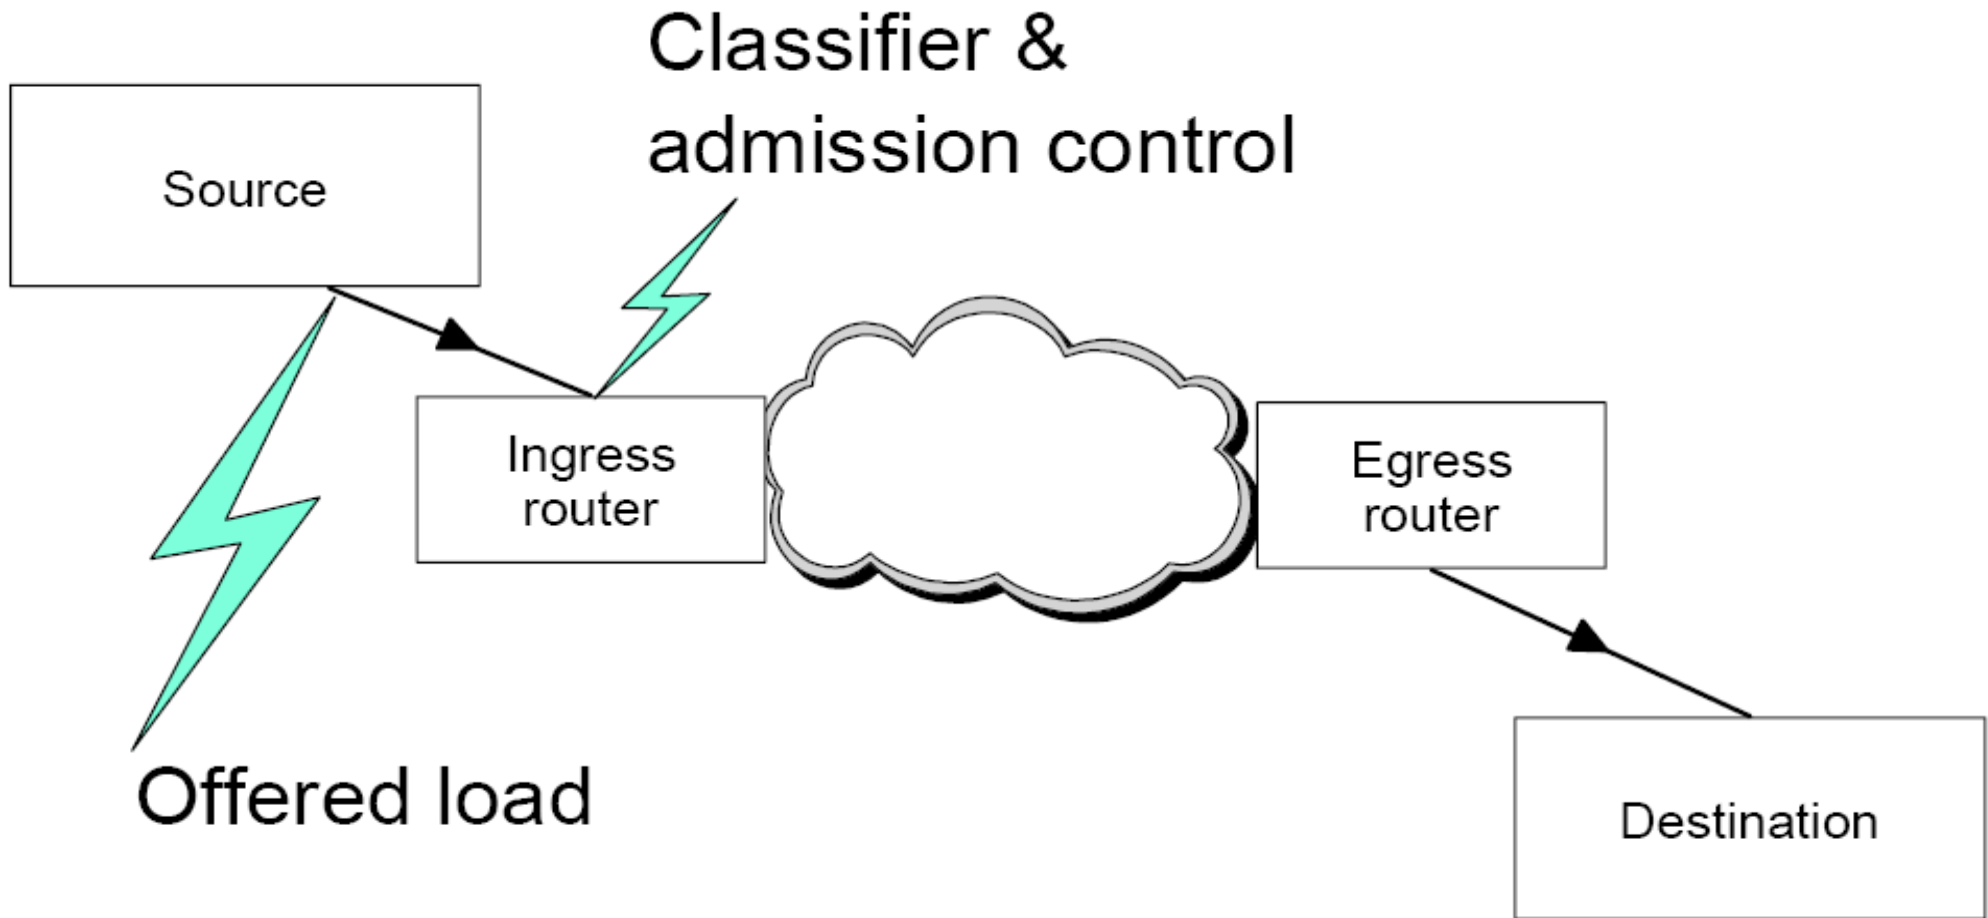 Classifier &
admission control
Source
Ingress
router
Egress
router
Offered load
Destination